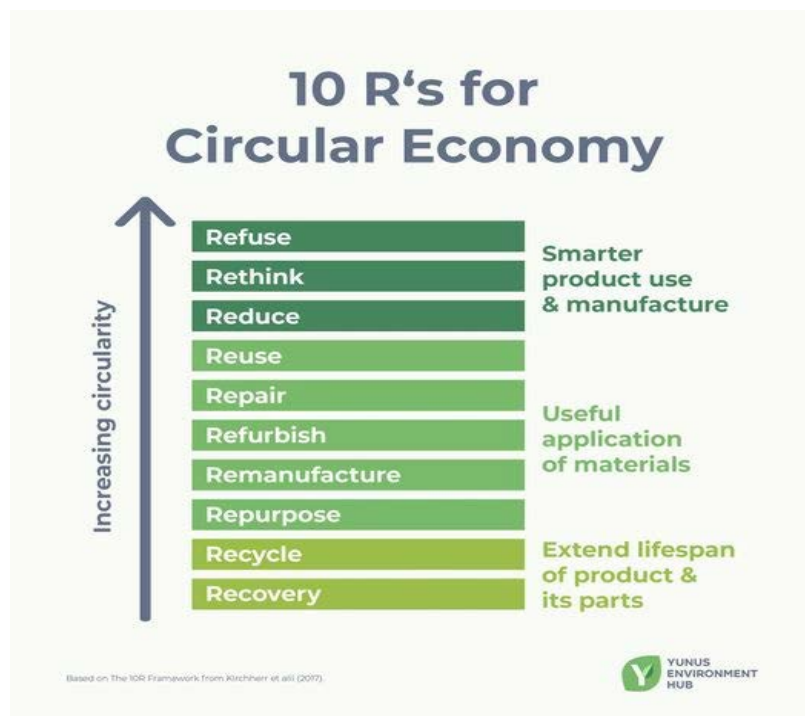 10 R‘s for
Circular Economy
Increasing circularity
Refuse
Rethink
Reduce
Reuse
Repair
Refurbish
Remanufacture
Repurpose
Recycle
Recovery
Smarter
product use
& manufacture
Useful
application
of materials
Extend lifespan
of product &
its parts
Based on The 10R Framework from Kirchherr et alii (2017).
YUNUS
ENVIRONMENT
HUB